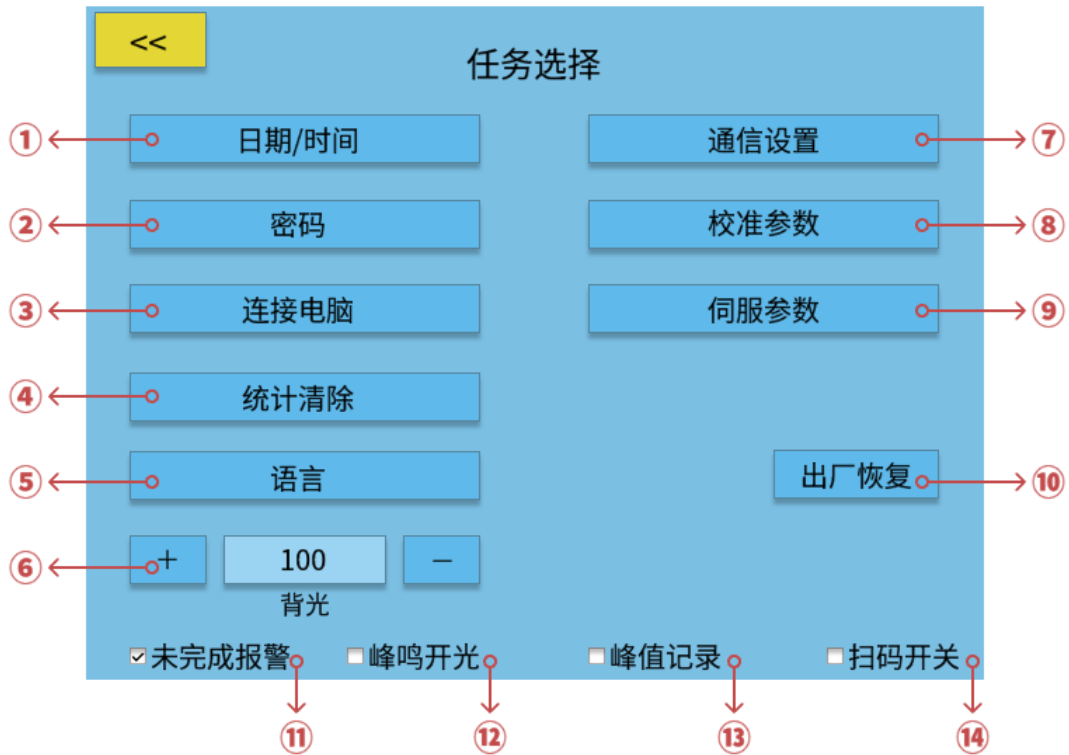 <<
任务选择
① 日期/时间 通信设置 ⑦
② 密码 校准参数 ⑧
③ 连接电脑 伺服参数 ⑨
④ 统计清除
⑤ 语言 出厂恢复 ⑩
⑥ + 100 －
背光
未完成报警 峰鸣开光 峰值记录 扫码开关
⑪ ⑫ ⑬ ⑭